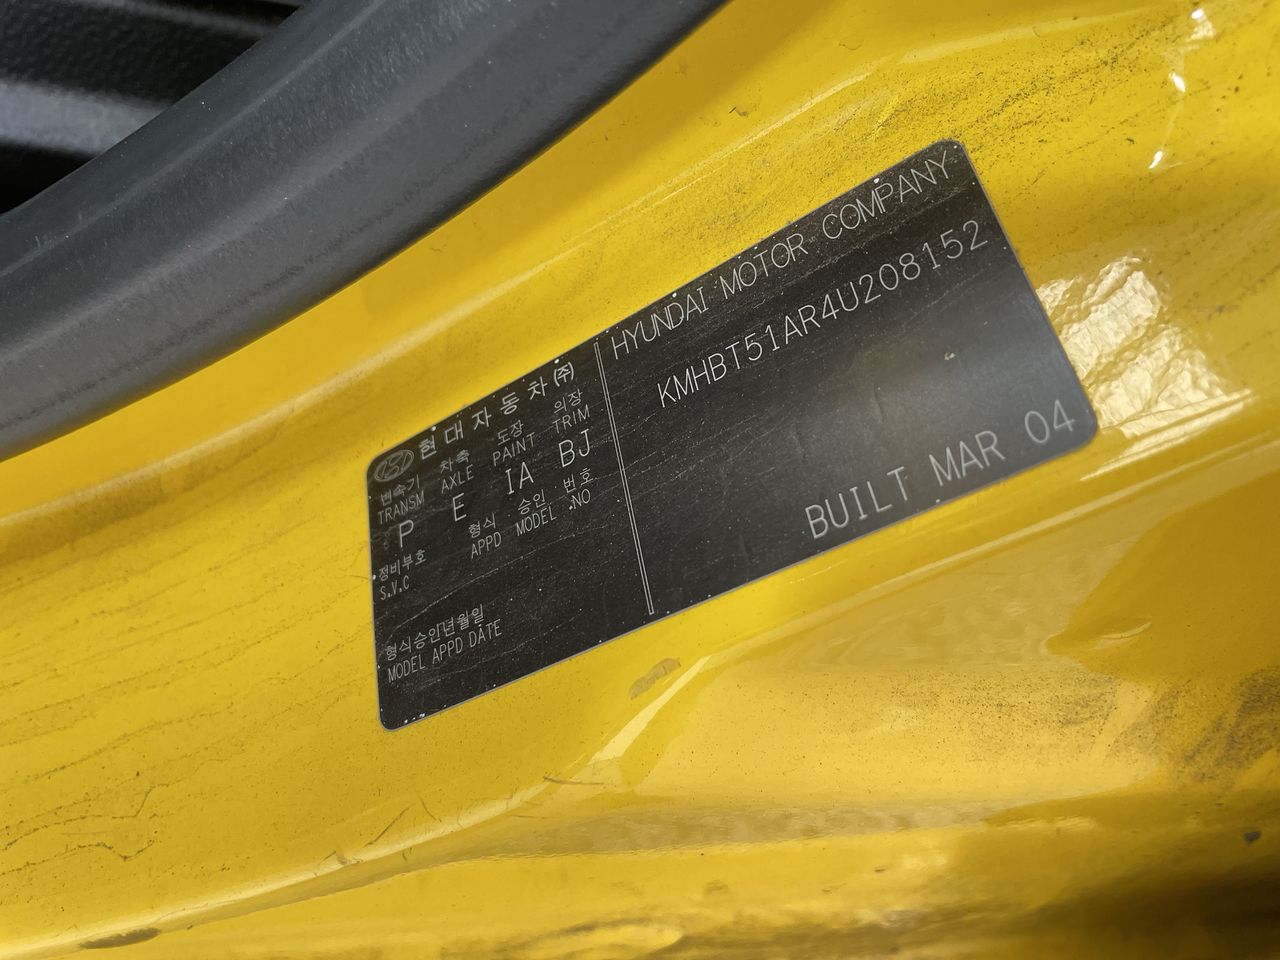 현대자동차㈜
변속기 차축 도장 의장
TRANSM AXLE PAINT TRIM
P E IA BJ
정비부호 형식 승인 번호
S.V.C APPD MODEL .NO
형식승인년월일
MODEL APPD DATE
HYUNDAI MOTOR COMPANY
KMHBT51AR4U208152
BUILT MAR 04